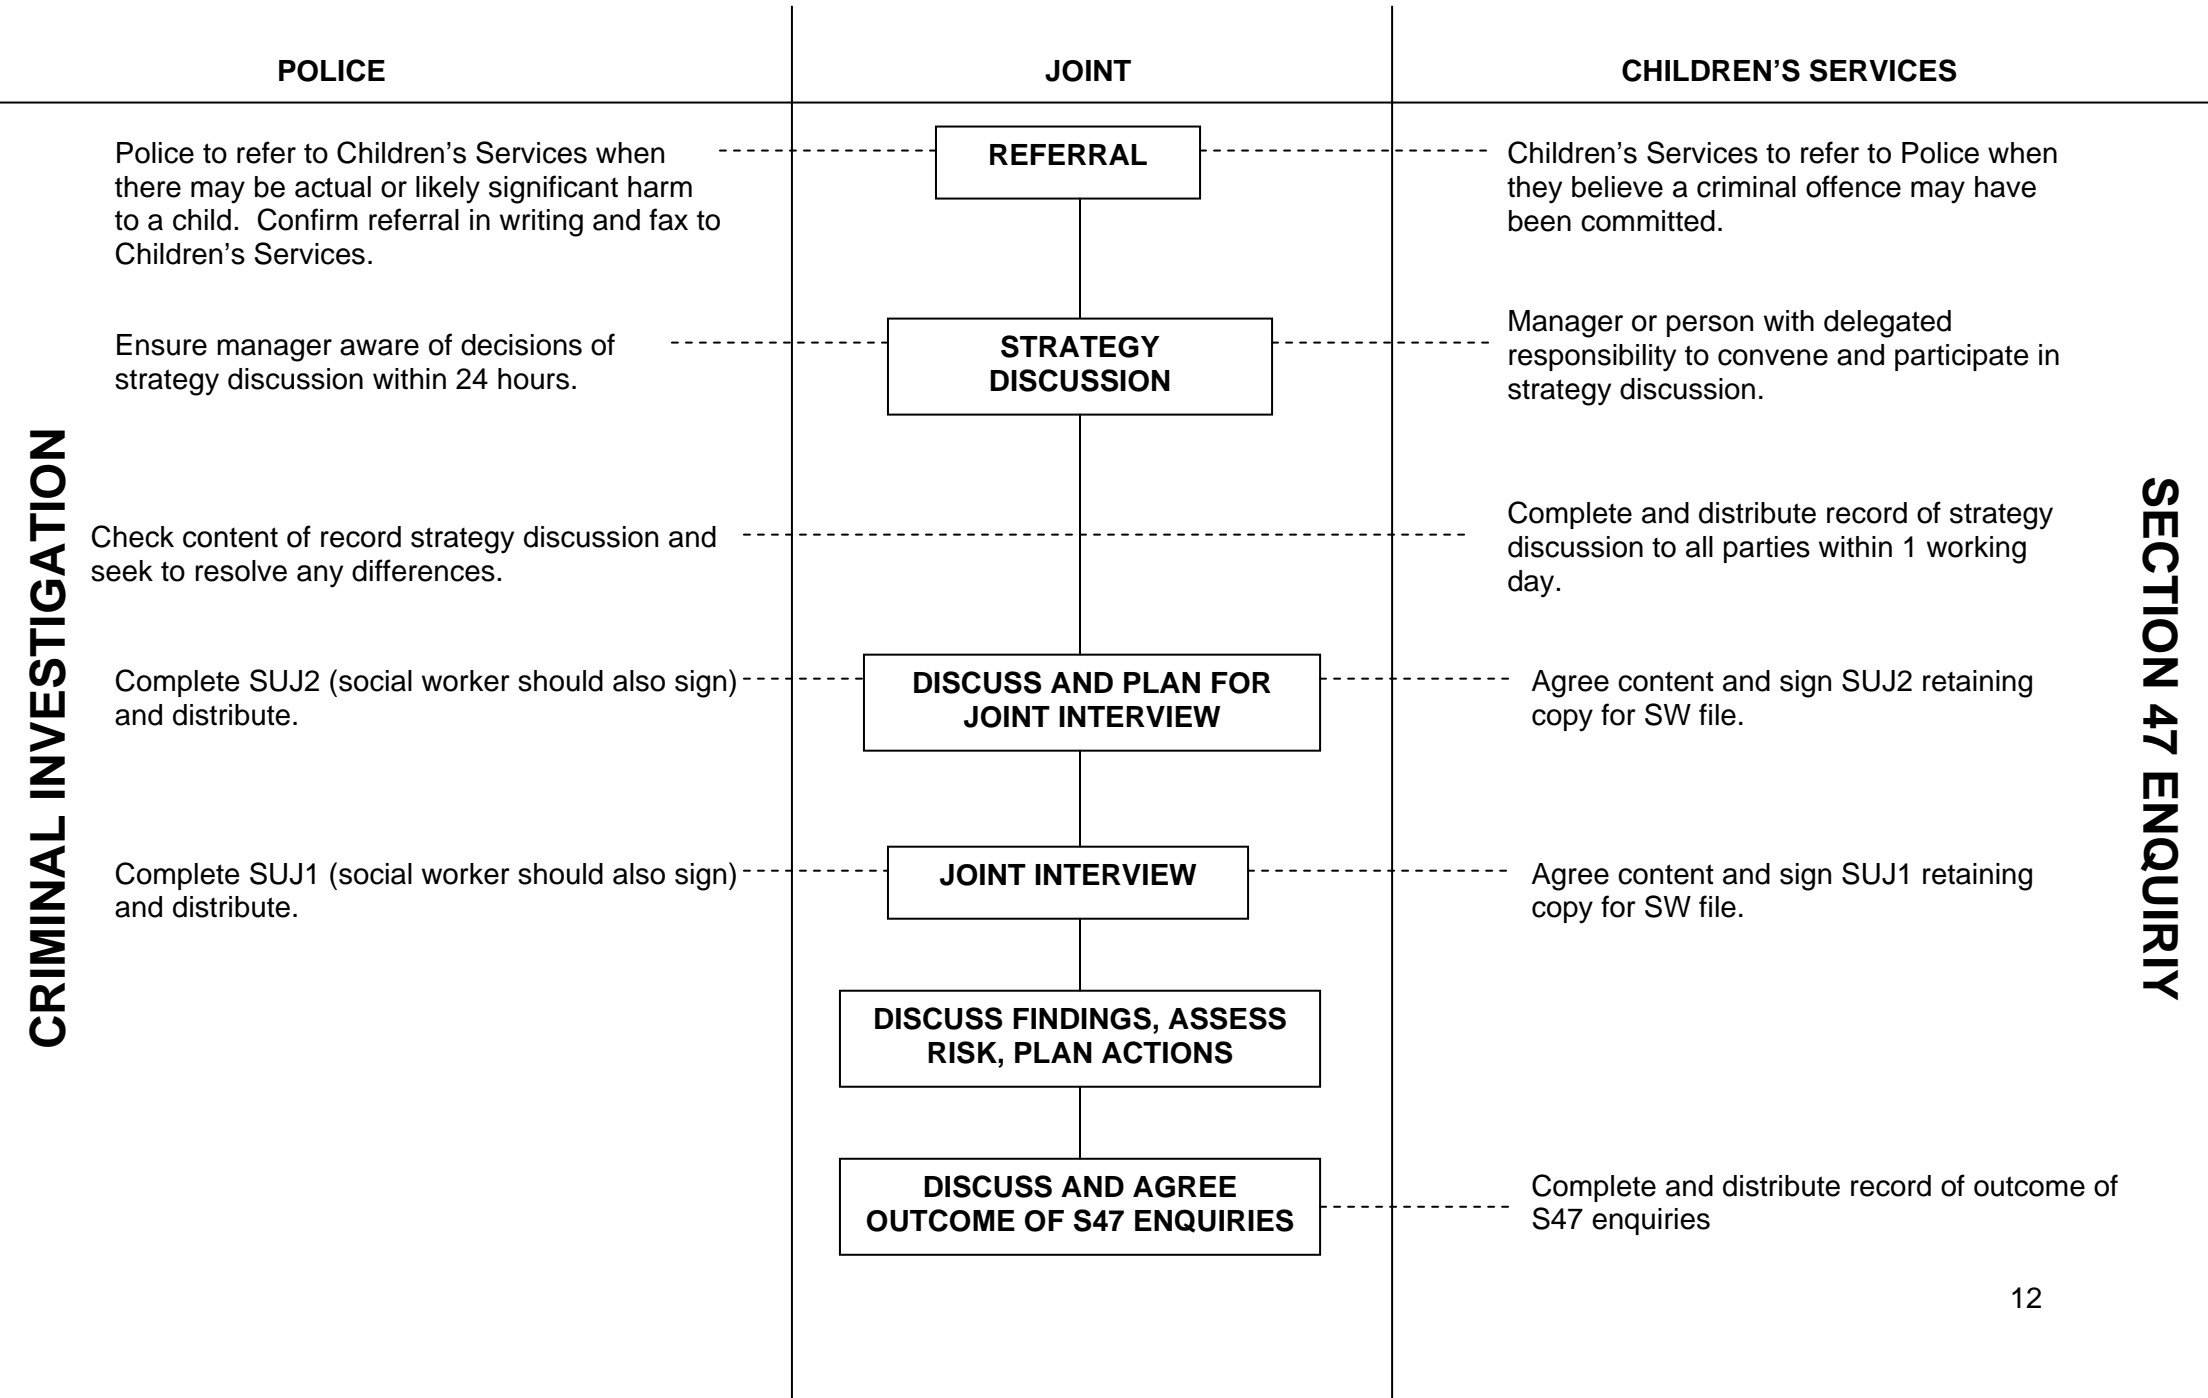 POLICE
JOINT
CHILDREN'S SERVICES
CRIMINAL INVESTIGATION
SECTION 47 ENQUIRIY
Police to refer to Children's Services when
there may be actual or likely significant harm
to a child.  Confirm referral in writing and fax to
Children's Services.
REFERRAL
Children's Services to refer to Police when
they believe a criminal offence may have
been committed.
Ensure manager aware of decisions of
strategy discussion within 24 hours.
STRATEGY
DISCUSSION
Manager or person with delegated
responsibility to convene and participate in
strategy discussion.
Check content of record strategy discussion and
seek to resolve any differences.
Complete and distribute record of strategy
discussion to all parties within 1 working
day.
Complete SUJ2 (social worker should also sign)
and distribute.
DISCUSS AND PLAN FOR
JOINT INTERVIEW
Agree content and sign SUJ2 retaining
copy for SW file.
Complete SUJ1 (social worker should also sign)
and distribute.
JOINT INTERVIEW
Agree content and sign SUJ1 retaining
copy for SW file.
DISCUSS FINDINGS, ASSESS
RISK, PLAN ACTIONS
DISCUSS AND AGREE
OUTCOME OF S47 ENQUIRIES
Complete and distribute record of outcome of
S47 enquiries
12